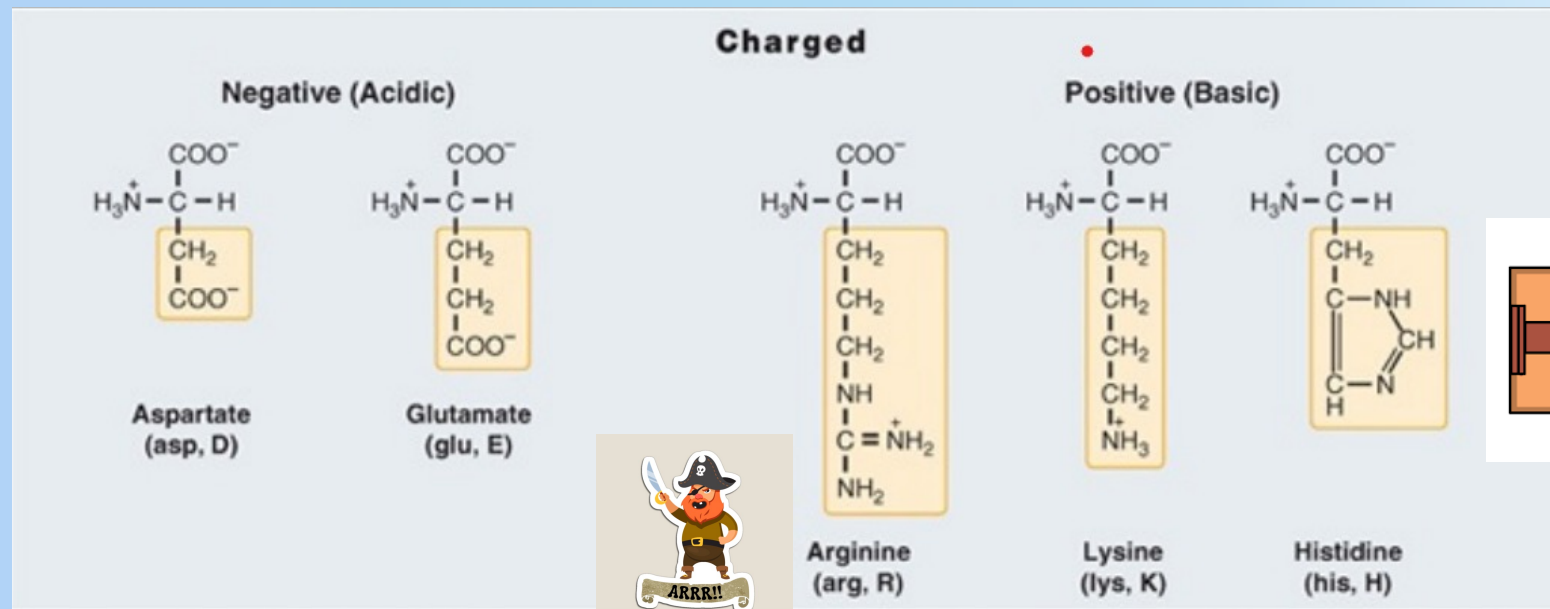 Charged
Negative (Acidic)
Positive (Basic)
COO⁻
H₃N⁺–C–H
CH₂
COO⁻
Aspartate
(asp, D)
COO⁻
H₃N⁺–C–H
CH₂
CH₂
COO⁻
Glutamate
(glu, E)
ARRR!!
COO⁻
H₃N⁺–C–H
CH₂
CH₂
CH₂
NH
C=N⁺H₂
NH₂
Arginine
(arg, R)
COO⁻
H₃N⁺–C–H
CH₂
CH₂
CH₂
CH₂
N⁺H₃
Lysine
(lys, K)
COO⁻
H₃N⁺–C–H
CH₂
C–NH
CH
C–N
H
Histidine
(his, H)